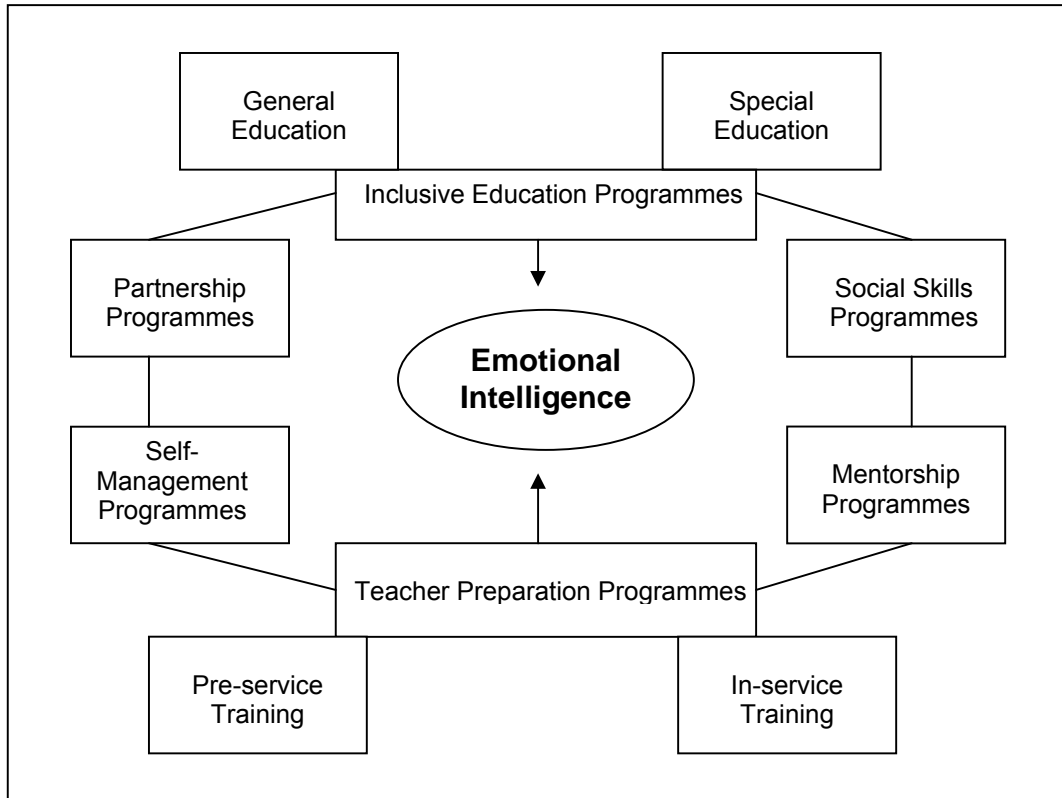 General
Education
Special
Education
Inclusive Education Programmes
Partnership
Programmes
Social Skills
Programmes
Emotional
Intelligence
Self-
Management
Programmes
Mentorship
Programmes
Teacher Preparation Programmes
Pre-service
Training
In-service
Training